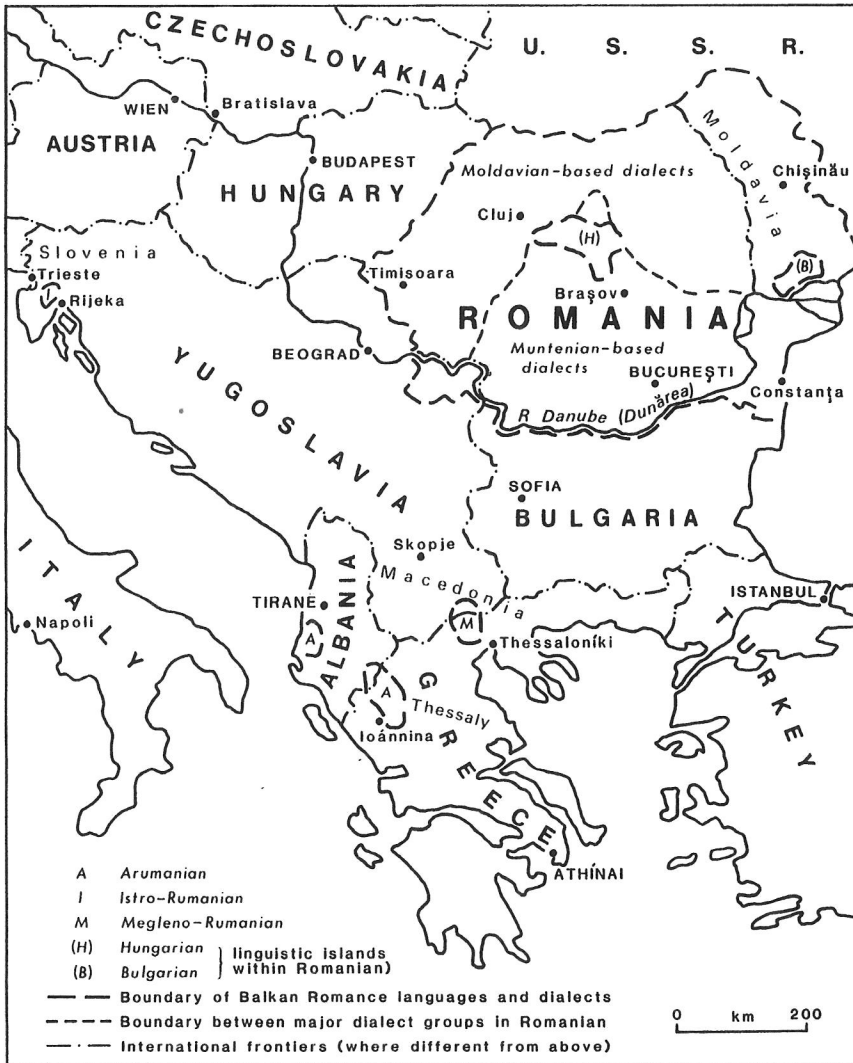 CZECHOSLOVAKIA
U. S. S. R.
WIEN
Bratislava
AUSTRIA
BUDAPEST
HUNGARY
Moldavian-based dialects
Moldavia
Chişinău
Cluj
(H)
(B)
Slovenia
Trieste
I
Rijeka
Timisoara
Braşov
ROMANIA
BEOGRAD
Muntenian-based
dialects
BUCUREŞTI
Constanţa
R Danube (Dunărea)
YUGOSLAVIA
SOFIA
BULGARIA
ITALY
Skopje
Macedonia
TIRANE
ALBANIA
A
M
ISTANBUL
Napoli
Thessaloníki
TURKEY
A
Thessaly
Ioánnina
GREECE
ATHÍNAI
A Arumanian
I Istro-Rumanian
M Megleno-Rumanian
(H) Hungarian
(B) Bulgarian
linguistic islands
within Romanian)
Boundary of Balkan Romance languages and dialects
Boundary between major dialect groups in Romanian
International frontiers (where different from above)
0 km 200